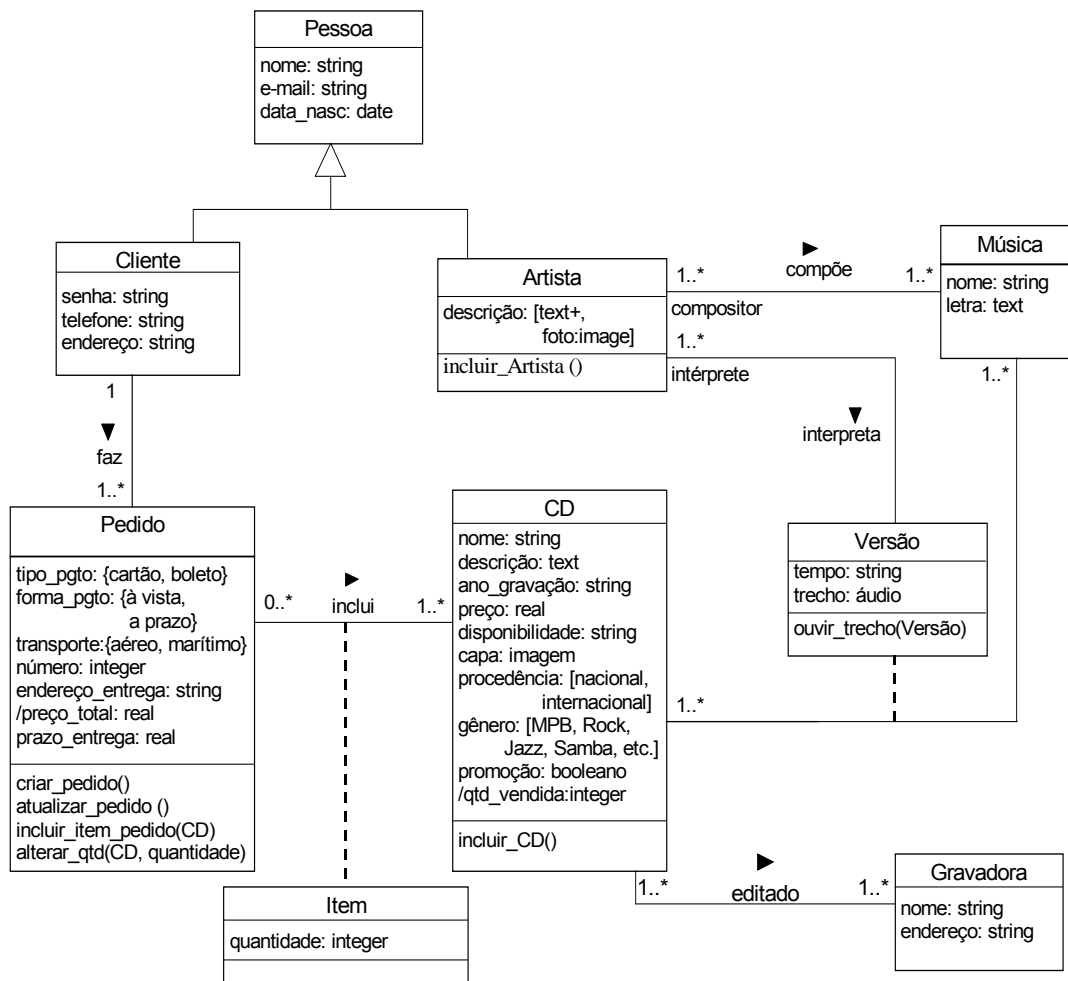 Pessoa
nome: string
e-mail: string
data_nasc: date
Cliente
senha: string
telefone: string
endereço: string
Artista
descrição: [text+,
foto:image]
incluir_Artista ()
1..*
compositor
compõe
1..*
Música
nome: string
letra: text
1..*
intérprete
interpreta
1..*
1
faz
1..*
Pedido
tipo_pgto: {cartão, boleto}
forma_pgto: {à vista,
a prazo}
transporte:{aéreo, marítimo}
número: integer
endereço_entrega: string
/preço_total: real
prazo_entrega: real
criar_pedido()
atualizar_pedido ()
incluir_item_pedido(CD)
alterar_qtd(CD, quantidade)
0..*
inclui
1..*
CD
nome: string
descrição: text
ano_gravação: string
preço: real
disponibilidade: string
capa: imagem
procedência: [nacional,
internacional]
gênero: [MPB, Rock,
Jazz, Samba, etc.]
promoção: booleano
/qtd_vendida:integer
incluir_CD()
Versão
tempo: string
trecho: áudio
ouvir_trecho(Versão)
1..*
1..*
editado
1..*
Gravadora
nome: string
endereço: string
Item
quantidade: integer